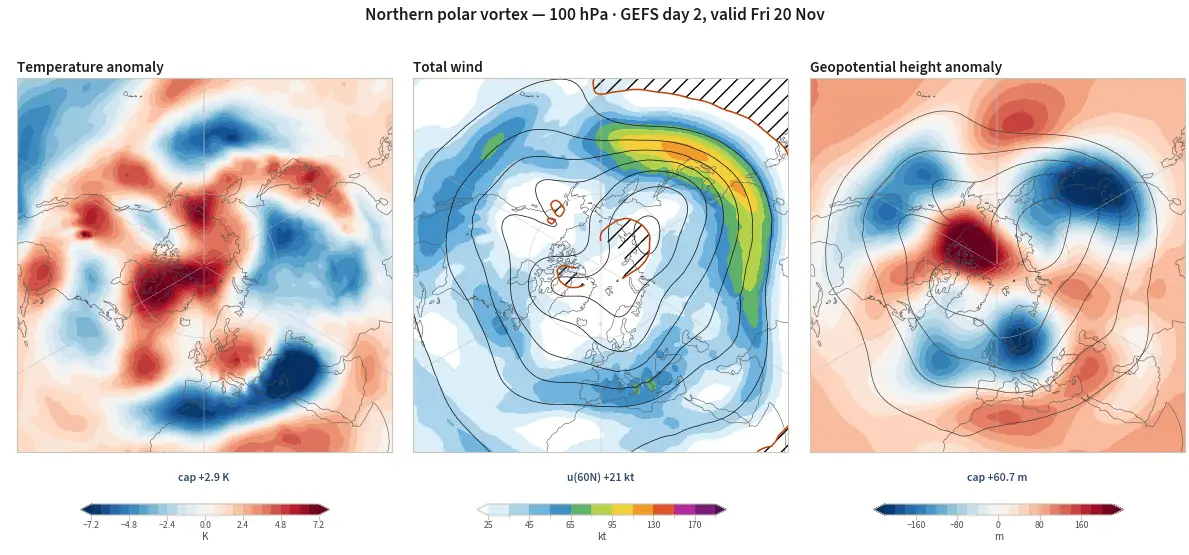 Northern polar vortex — 100 hPa · GEFS day 2, valid Fri 20 Nov
Temperature anomaly
Total wind
Geopotential height anomaly
cap +2.9 K
u(60N) +21 kt
cap +60.7 m
−7.2 −4.8 −2.4 0.0 2.4 4.8 7.2
K
25 45 65 95 130 170
kt
−160 −80 0 80 160
m